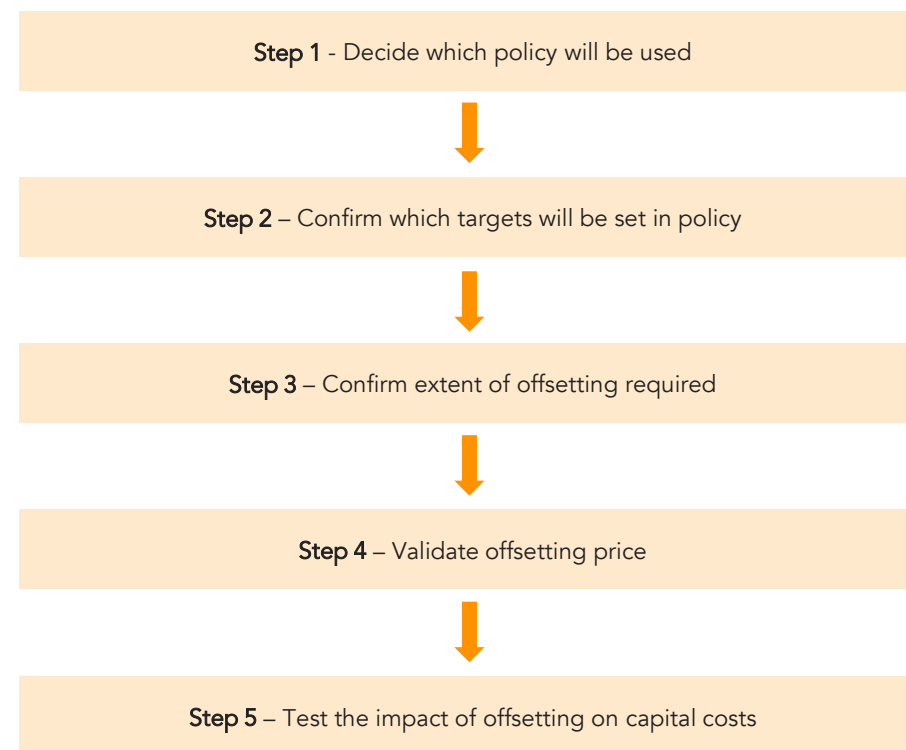 Step 1 - Decide which policy will be used
Step 2 – Confirm which targets will be set in policy
Step 3 – Confirm extent of offsetting required
Step 4 – Validate offsetting price
Step 5 – Test the impact of offsetting on capital costs